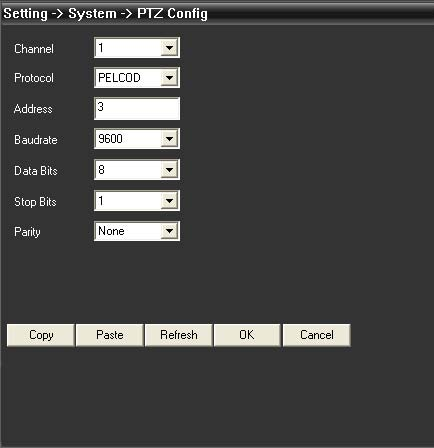 Setting -> System -> PTZ Config
Channel 1
Protocol PELCOD
Address 3
Baudrate 9600
Data Bits 8
Stop Bits 1
Parity None
Copy Paste Refresh OK Cancel